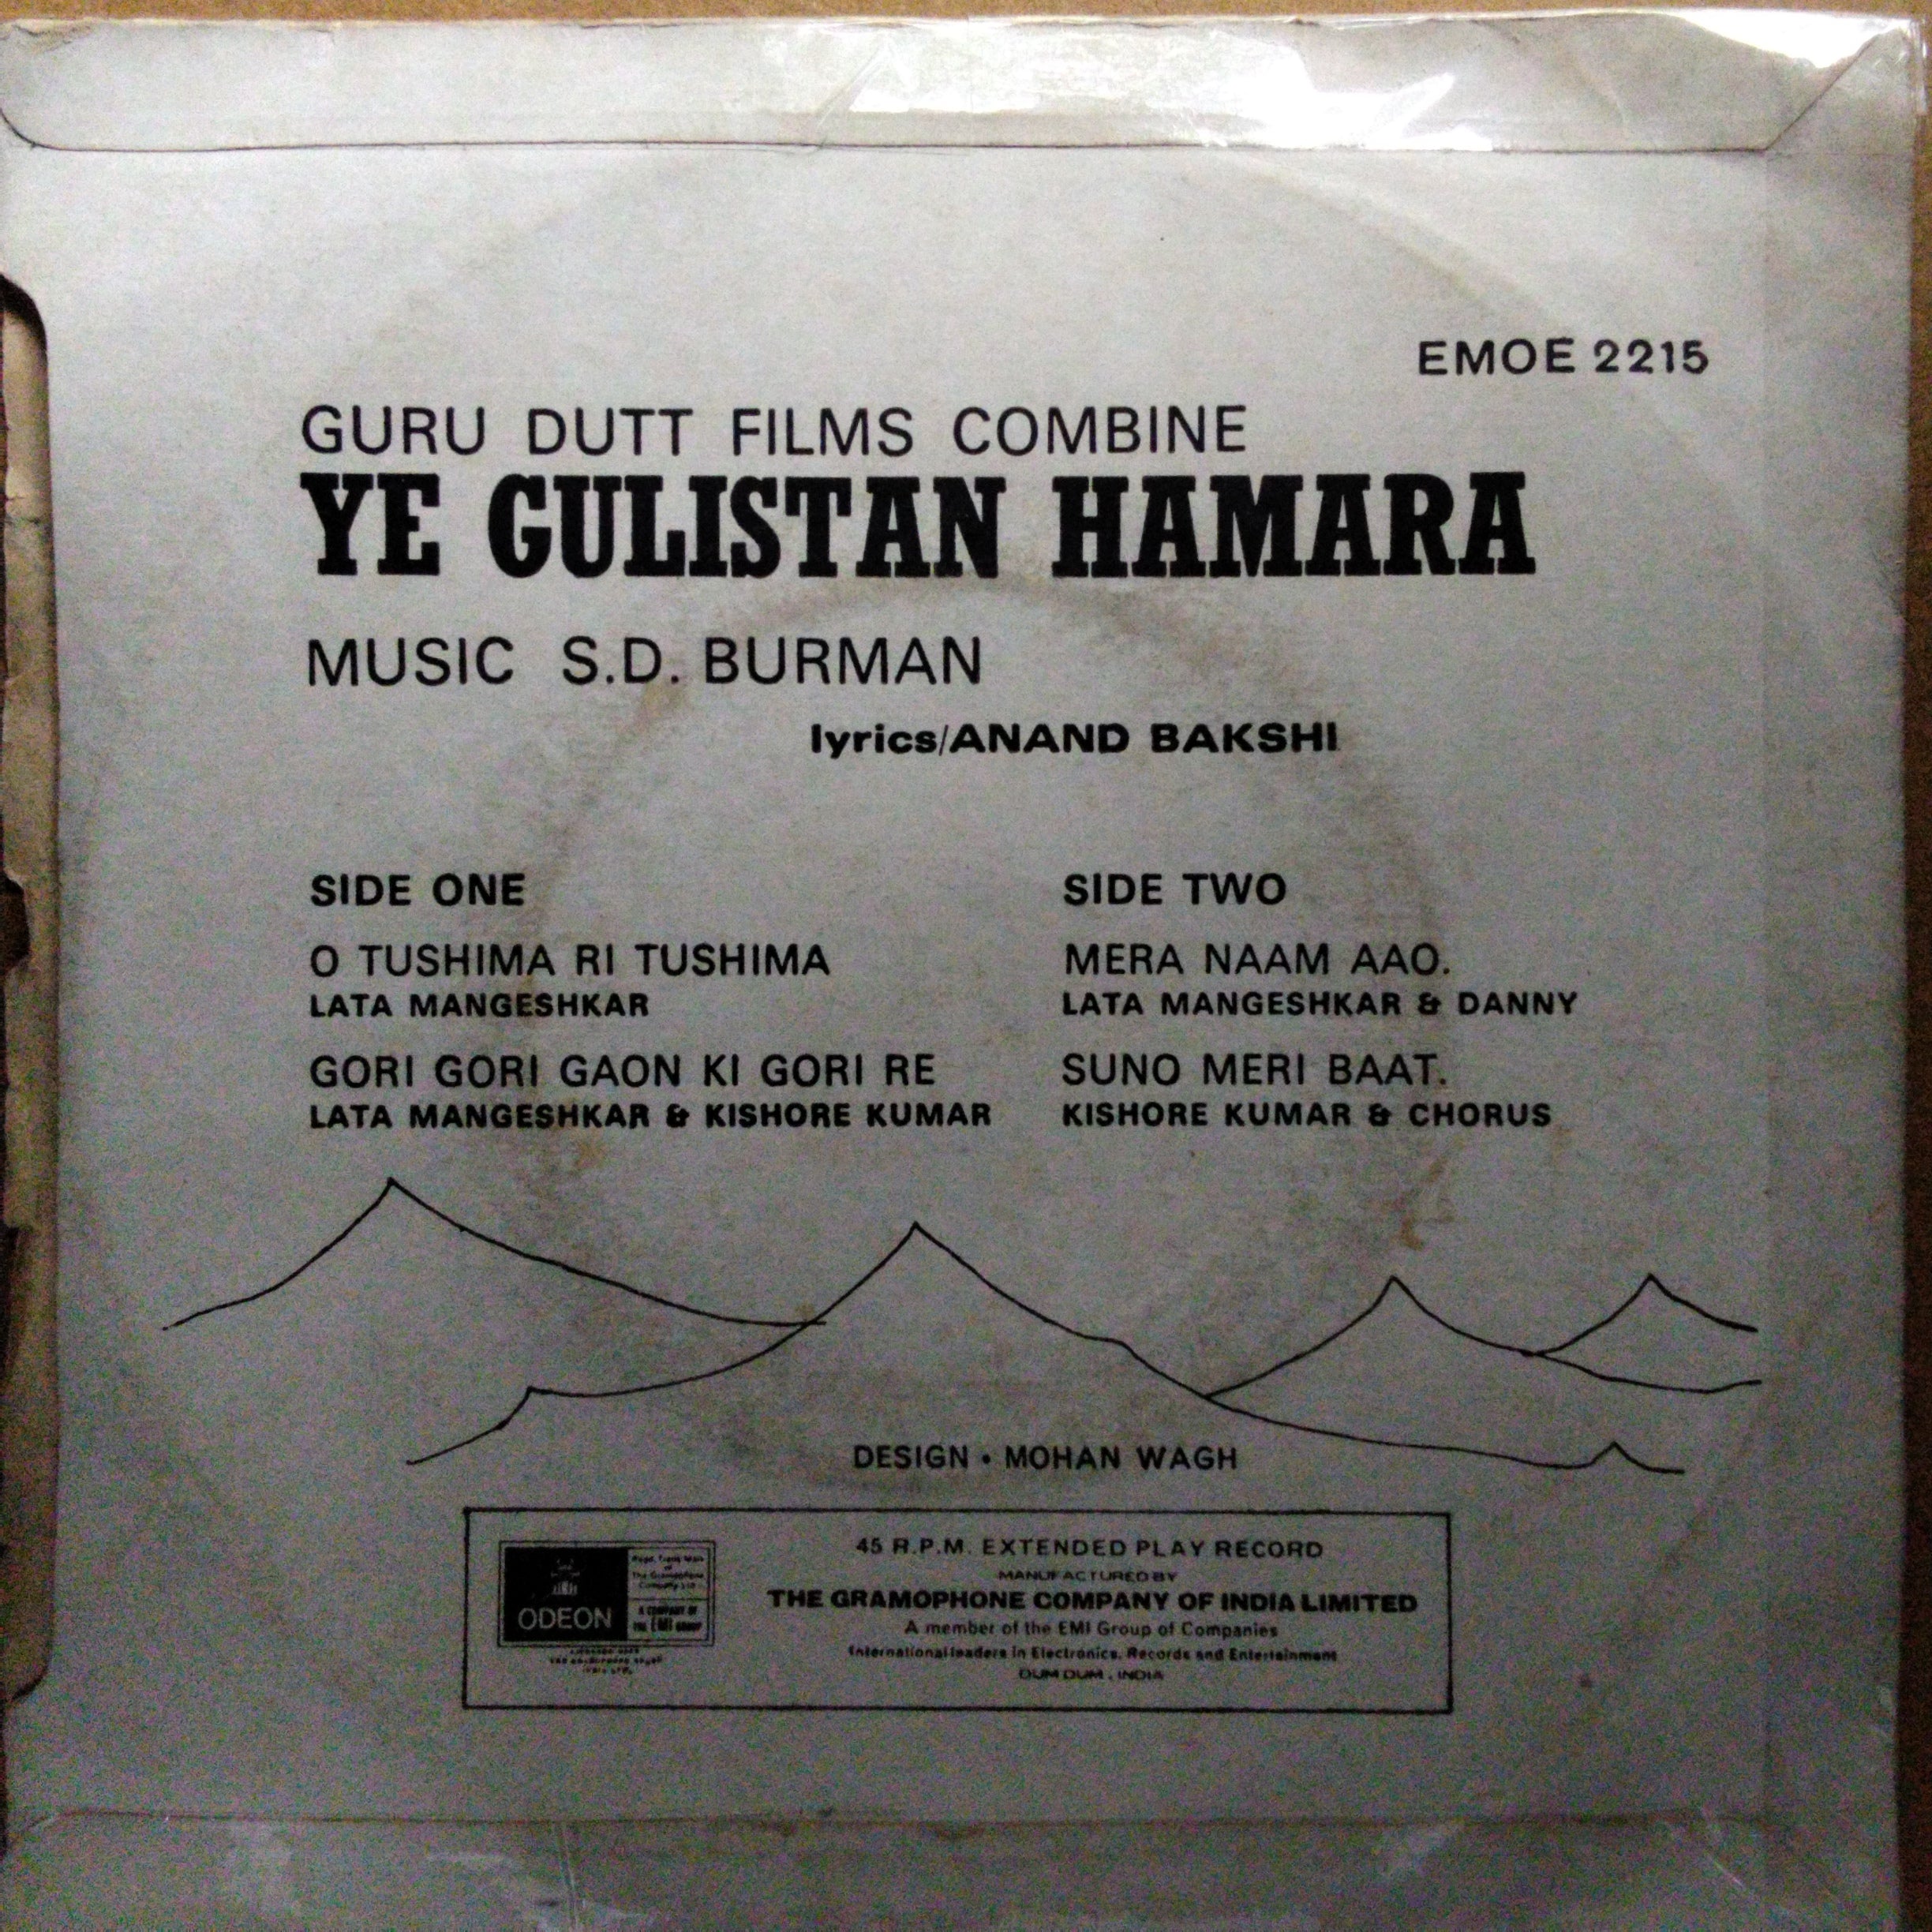 EMOE 2215
GURU DUTT FILMS COMBINE
YE GULISTAN HAMARA
MUSIC S.D. BURMAN
lyrics/ANAND BAKSHI
SIDE ONE
O TUSHIMA RI TUSHIMA
LATA MANGESHKAR
GORI GORI GAON KI GORI RE
LATA MANGESHKAR & KISHORE KUMAR
SIDE TWO
MERA NAAM AAO.
LATA MANGESHKAR & DANNY
SUNO MERI BAAT.
KISHORE KUMAR & CHORUS
DESIGN • MOHAN WAGH
ODEON
45 R.P.M. EXTENDED PLAY RECORD
MANUFACTURED BY
THE GRAMOPHONE COMPANY OF INDIA LIMITED
A member of the EMI Group of Companies
International leaders in Electronics, Records and Entertainment
DUM DUM, INDIA